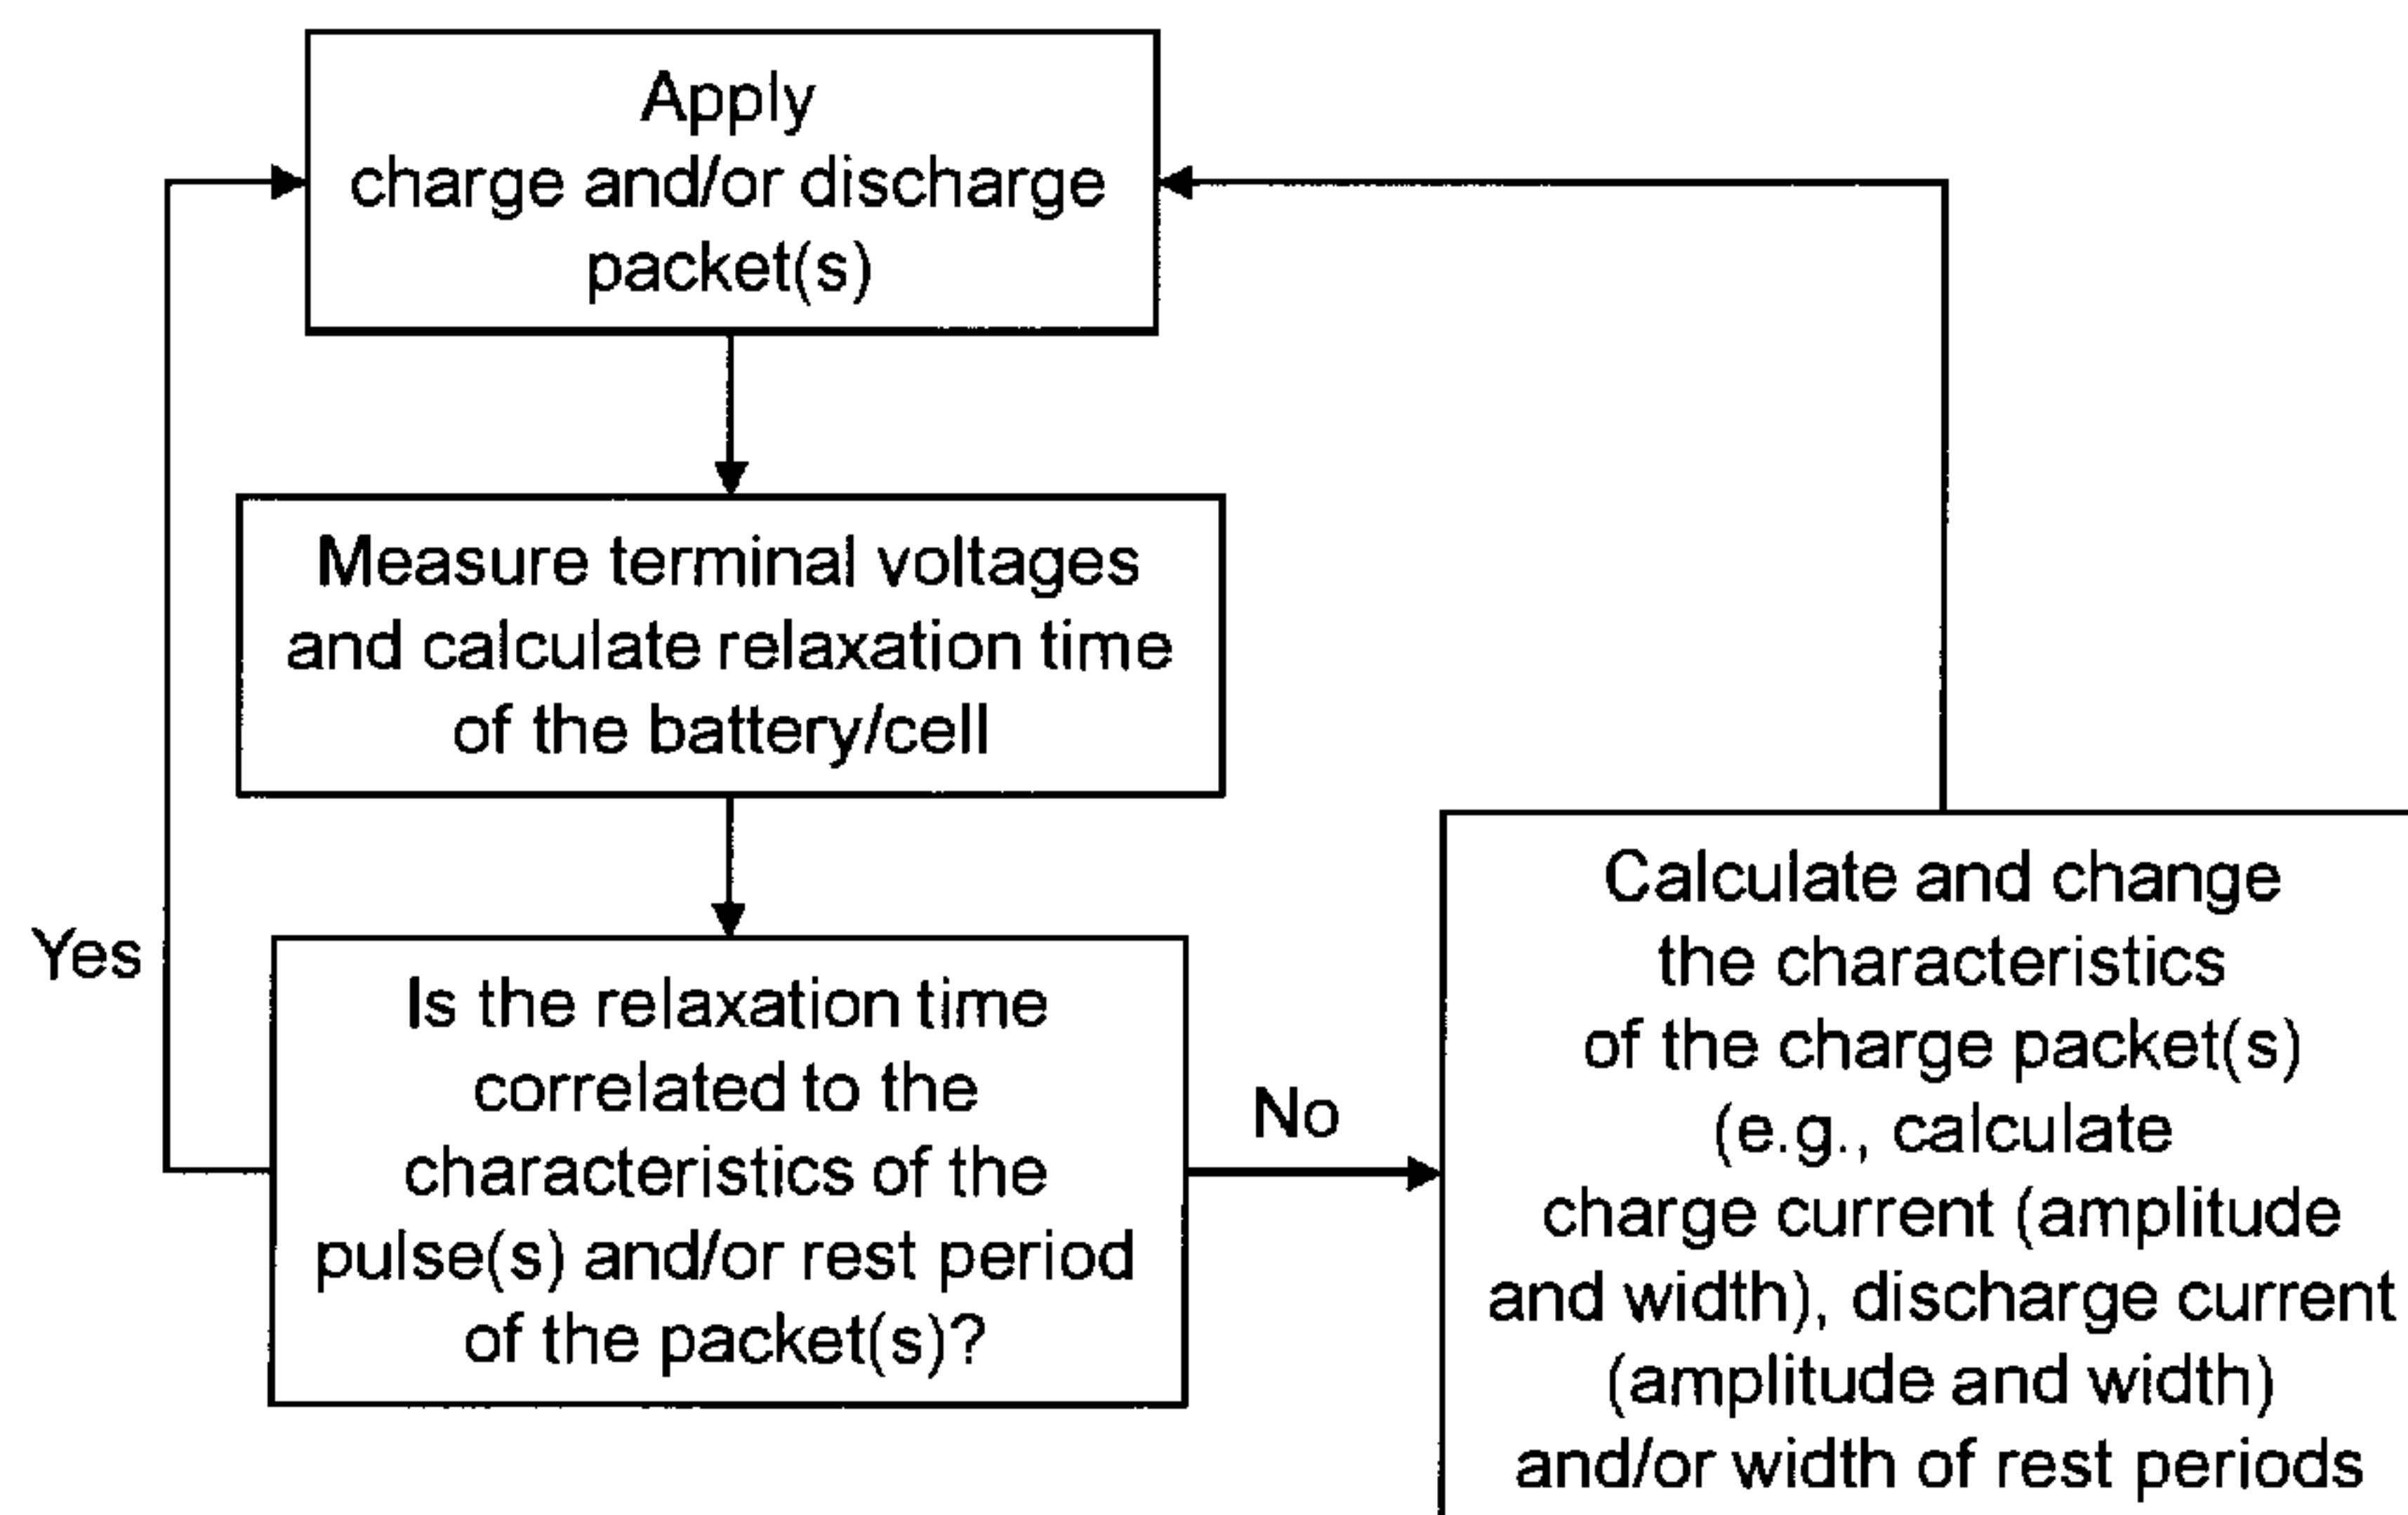 Apply
charge and/or discharge
packet(s)
Measure terminal voltages
and calculate relaxation time
of the battery/cell
Yes
Is the relaxation time
correlated to the
characteristics of the
pulse(s) and/or rest period
of the packet(s)?
No
Calculate and change
the characteristics
of the charge packet(s)
(e.g., calculate
charge current (amplitude
and width), discharge current
(amplitude and width)
and/or width of rest periods